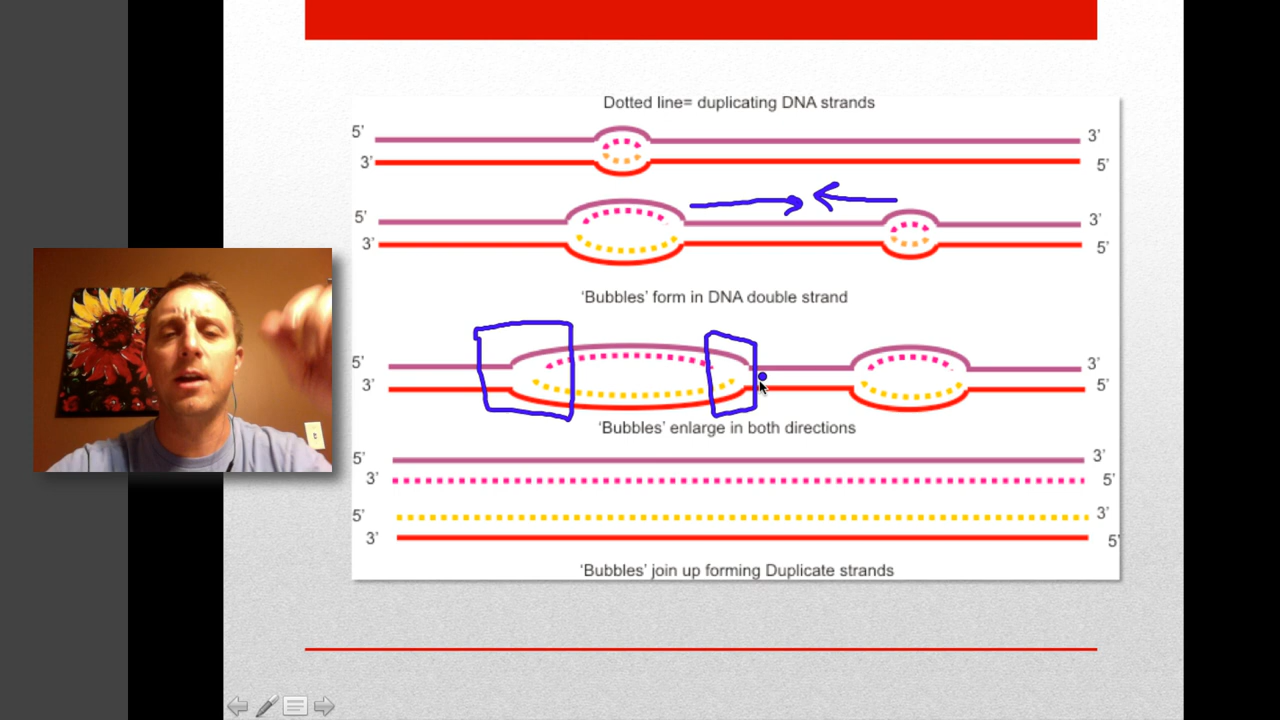 Dotted line= duplicating DNA strands
5’ 3’
3’ 5’
5’ 3’
3’ 5’
‘Bubbles’ form in DNA double strand
5’ 3’
3’ 5’
‘Bubbles’ enlarge in both directions
5’ 3’
3’ 5’
5’ 3’
3’ 5’
‘Bubbles’ join up forming Duplicate strands